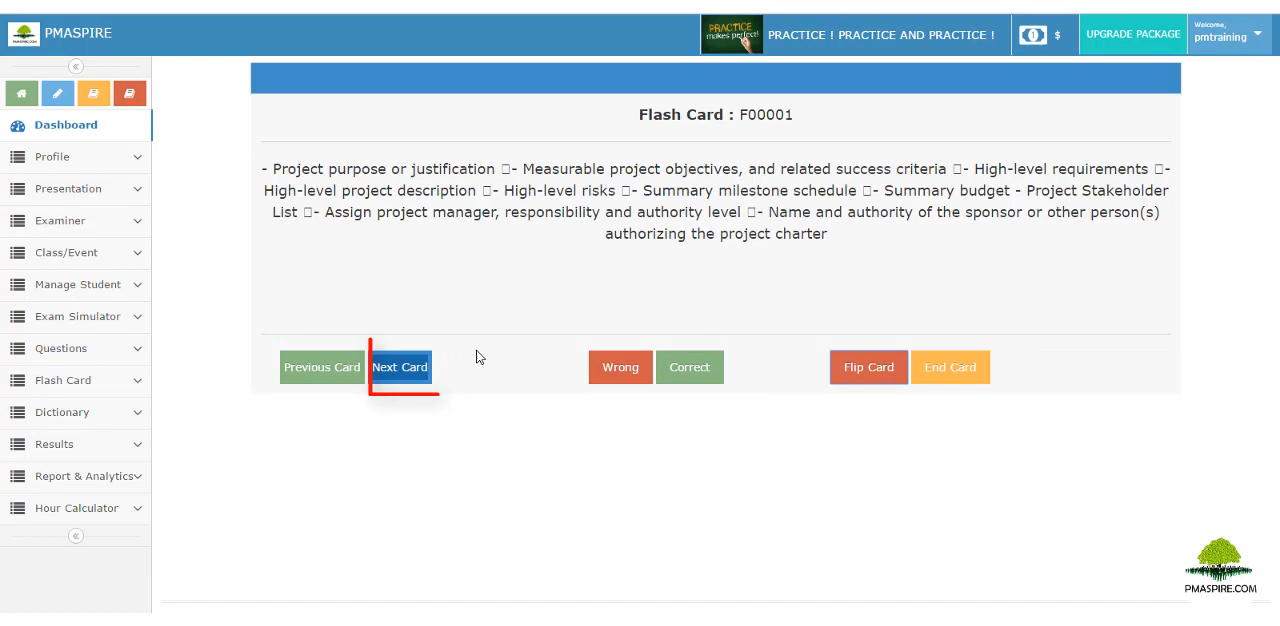 PMASPIRE
PRACTICE
makes perfect!
PRACTICE ! PRACTICE AND PRACTICE !
$
UPGRADE PACKAGE
Welcome,
pmtraining
Dashboard
Profile
Presentation
Examiner
Class/Event
Manage Student
Exam Simulator
Questions
Flash Card
Dictionary
Results
Report & Analytics
Hour Calculator
Flash Card : F00001
- Project purpose or justification □- Measurable project objectives, and related success criteria □- High-level requirements □-
High-level project description □- High-level risks □- Summary milestone schedule □- Summary budget - Project Stakeholder
List □- Assign project manager, responsibility and authority level □- Name and authority of the sponsor or other person(s)
authorizing the project charter
Previous Card
Next Card
Wrong
Correct
Flip Card
End Card
PMASPIRE.COM